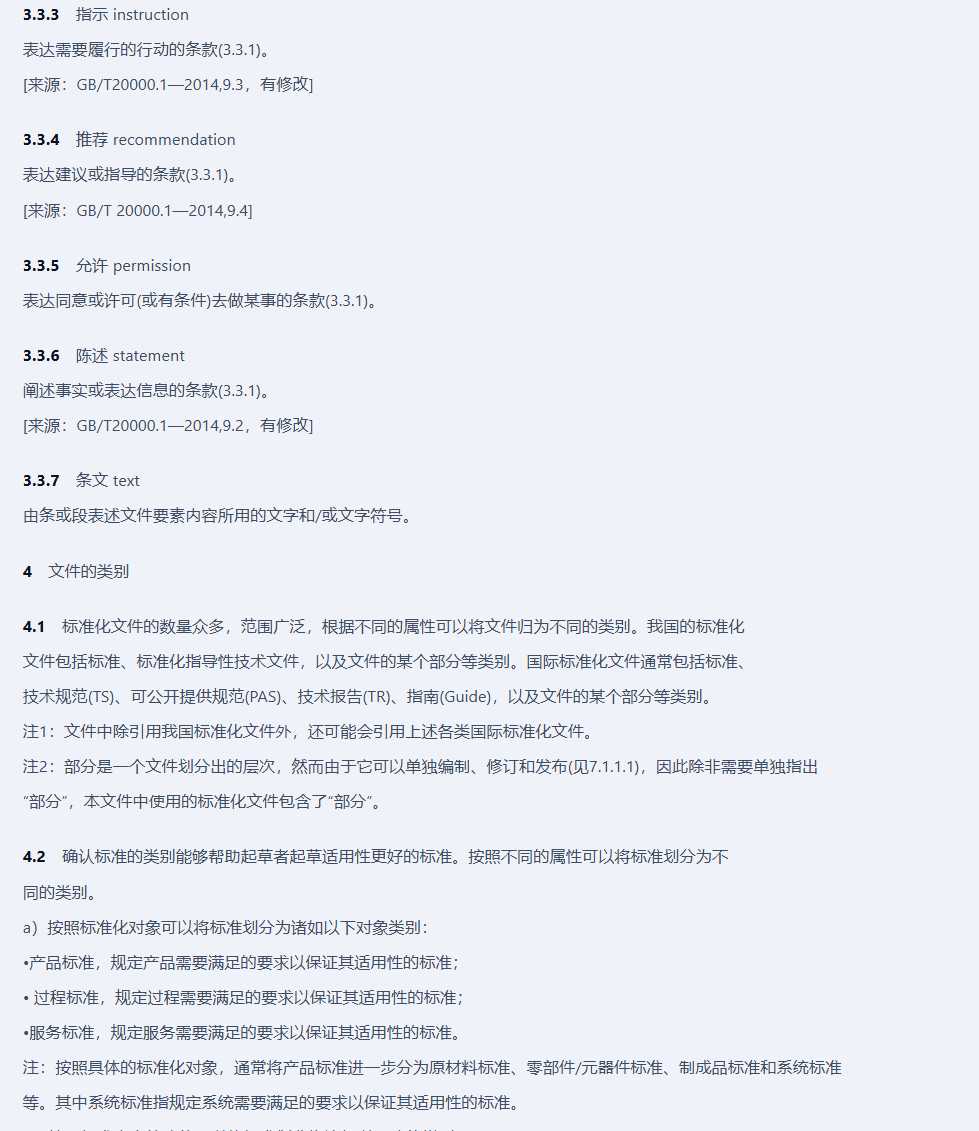 3.3.3 指示 instruction
表达需要履行的行动的条款(3.3.1)。
[来源：GB/T20000.1—2014,9.3，有修改]
3.3.4 推荐 recommendation
表达建议或指导的条款(3.3.1)。
[来源：GB/T 20000.1—2014,9.4]
3.3.5 允许 permission
表达同意或许可(或有条件)去做某事的条款(3.3.1)。
3.3.6 陈述 statement
阐述事实或表达信息的条款(3.3.1)。
[来源：GB/T20000.1—2014,9.2，有修改]
3.3.7 条文 text
由条或段表述文件要素内容所用的文字和/或文字符号。
4 文件的类别
4.1 标准化文件的数量众多，范围广泛，根据不同的属性可以将文件归为不同的类别。我国的标准化
文件包括标准、标准化指导性技术文件，以及文件的某个部分等类别。国际标准化文件通常包括标准、
技术规范(TS)、可公开提供规范(PAS)、技术报告(TR)、指南(Guide)，以及文件的某个部分等类别。
注1：文件中除引用我国标准化文件外，还可能会引用上述各类国际标准化文件。
注2：部分是一个文件划分出的层次，然而由于它可以单独编制、修订和发布(见7.1.1.1)，因此除非需要单独指出
“部分”，本文件中使用的标准化文件包含了“部分”。
4.2 确认标准的类别能够帮助起草者起草适用性更好的标准。按照不同的属性可以将标准划分为不
同的类别。
a）按照标准化对象可以将标准划分为诸如以下对象类别：
•产品标准，规定产品需要满足的要求以保证其适用性的标准；
• 过程标准，规定过程需要满足的要求以保证其适用性的标准；
•服务标准，规定服务需要满足的要求以保证其适用性的标准。
注：按照具体的标准化对象，通常将产品标准进一步分为原材料标准、零部件/元器件标准、制成品标准和系统标准
等。其中系统标准指规定系统需要满足的要求以保证其适用性的标准。